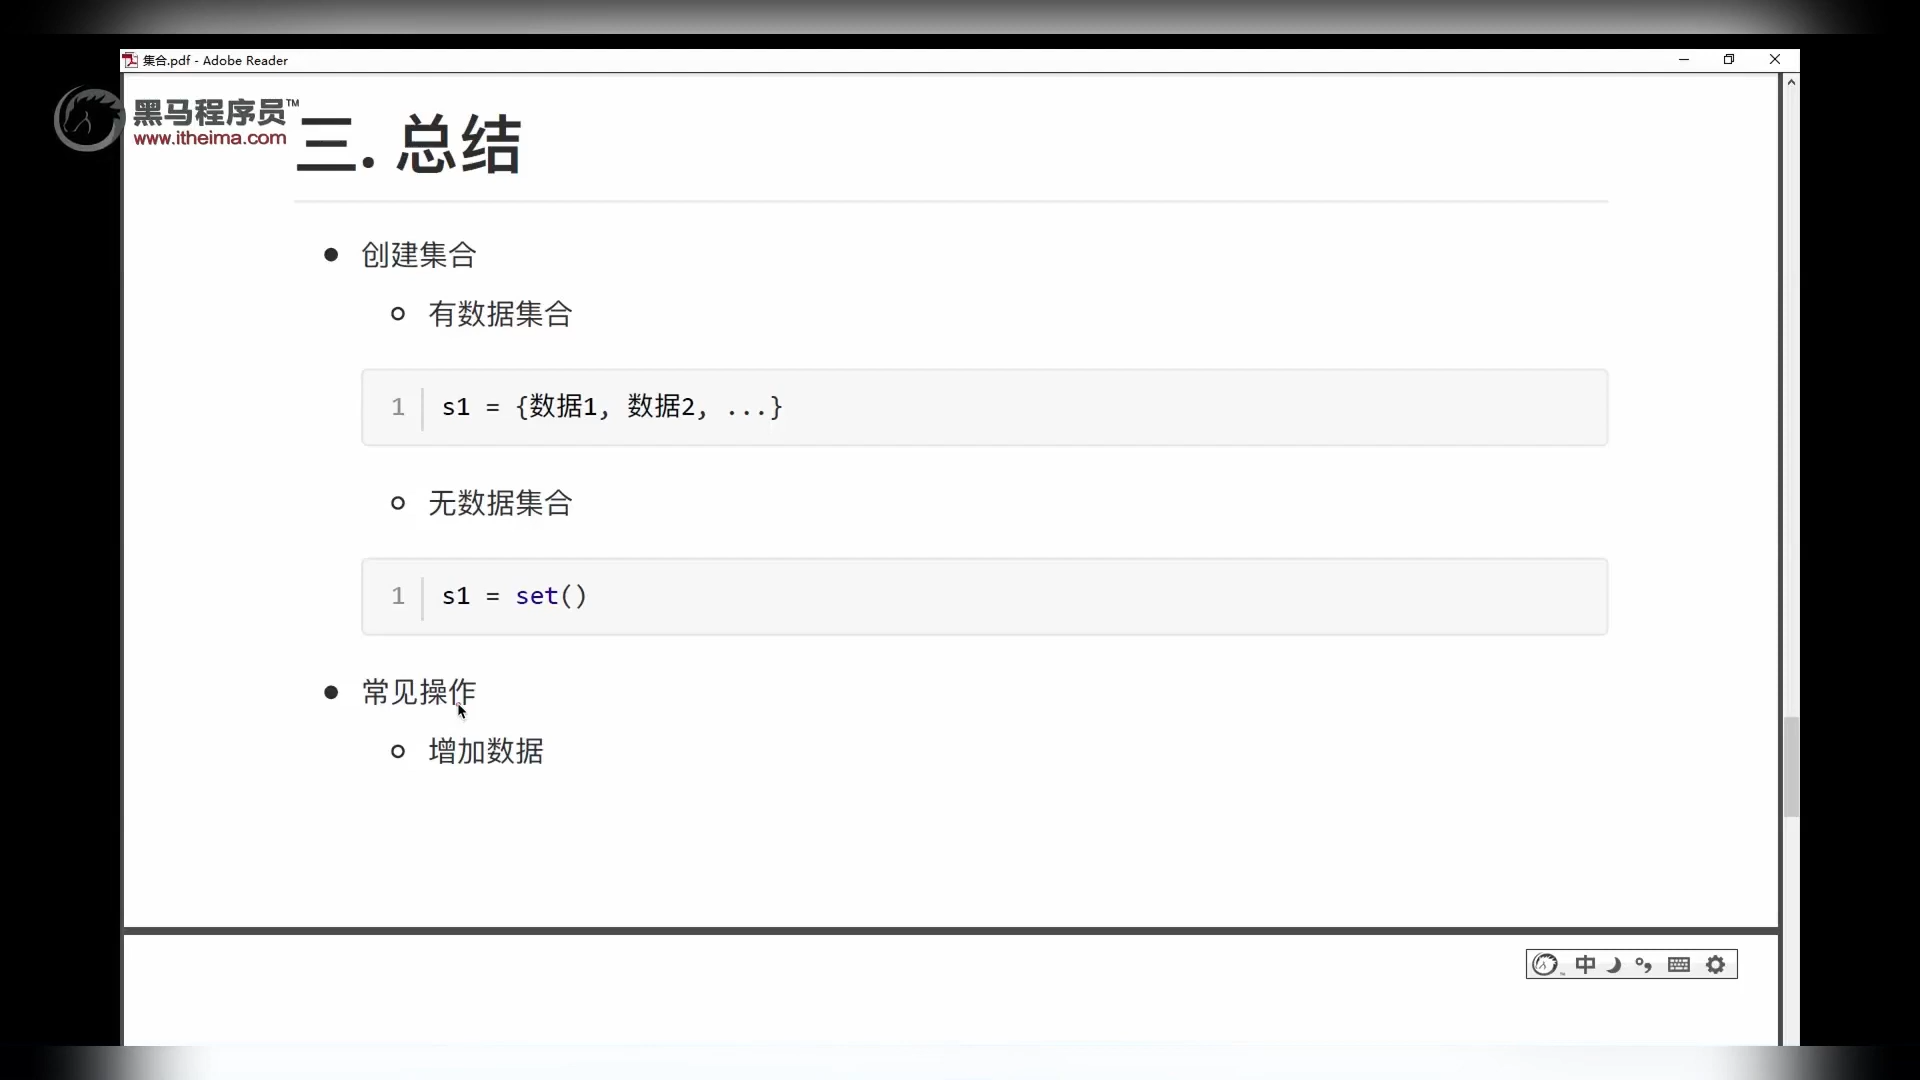 集合.pdf - Adobe Reader
黑马程序员™
www.itheima.com
三. 总结
创建集合
有数据集合
1 s1 = {数据1, 数据2, ...}
无数据集合
1 s1 = set()
常见操作
增加数据
中